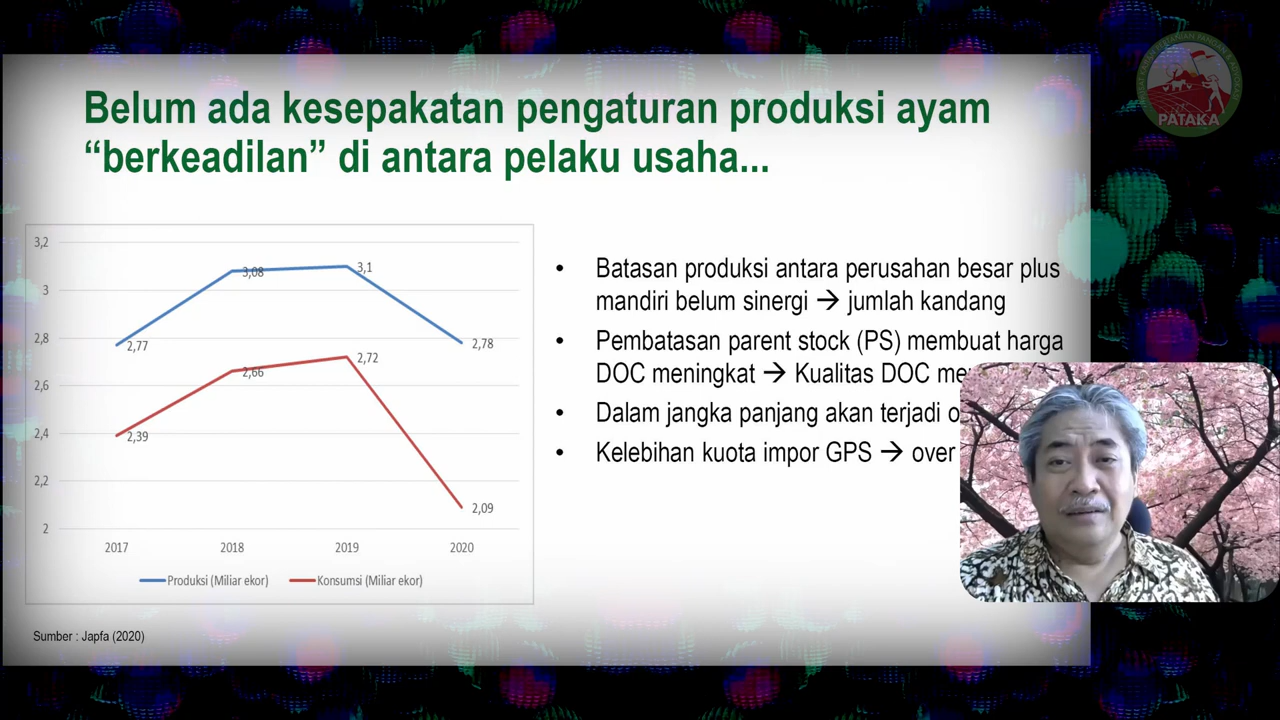 Belum ada kesepakatan pengaturan produksi ayam
“berkeadilan” di antara pelaku usaha...
PATAKA
3,2
3
2,8
2,6
2,4
2,2
2
2,77
3,08
3,1
2,78
2,39
2,66
2,72
2,09
2017 2018 2019 2020
Produksi (Miliar ekor) Konsumsi (Miliar ekor)
Sumber : Japfa (2020)
• Batasan produksi antara perusahan besar plus
mandiri belum sinergi → jumlah kandang
• Pembatasan parent stock (PS) membuat harga
DOC meningkat → Kualitas DOC
• Dalam jangka panjang akan terjadi
• Kelebihan kuota impor GPS → over